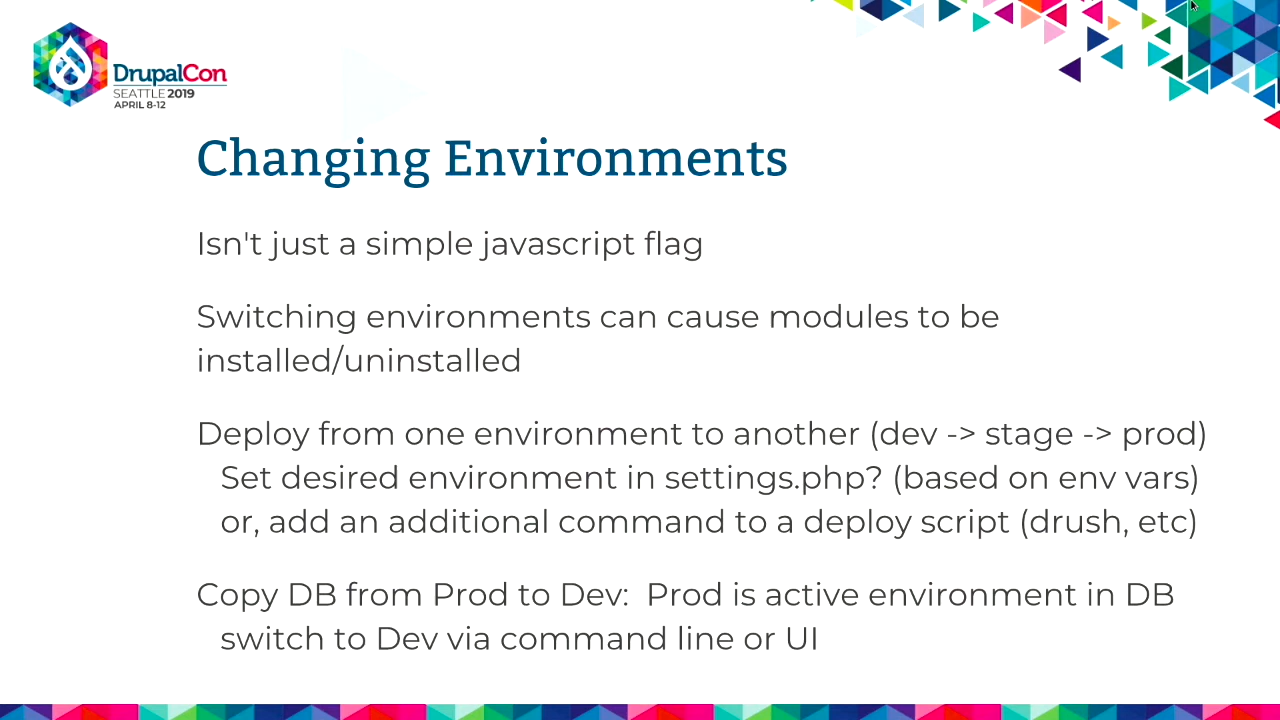 DrupalCon
SEATTLE 2019
APRIL 8-12
Changing Environments
Isn't just a simple javascript flag
Switching environments can cause modules to be
installed/uninstalled
Deploy from one environment to another (dev -> stage -> prod)
Set desired environment in settings.php? (based on env vars)
or, add an additional command to a deploy script (drush, etc)
Copy DB from Prod to Dev:  Prod is active environment in DB
switch to Dev via command line or UI